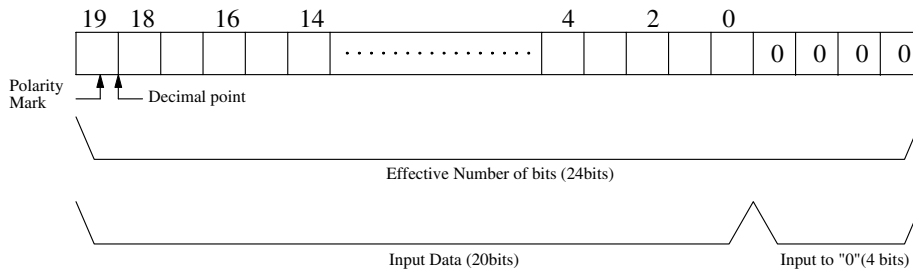 19 18 16 14 4 2 0
0 0 0 0
Polarity
Mark
Decimal point
Effective Number of bits (24bits)
Input Data (20bits)
Input to "0"(4 bits)